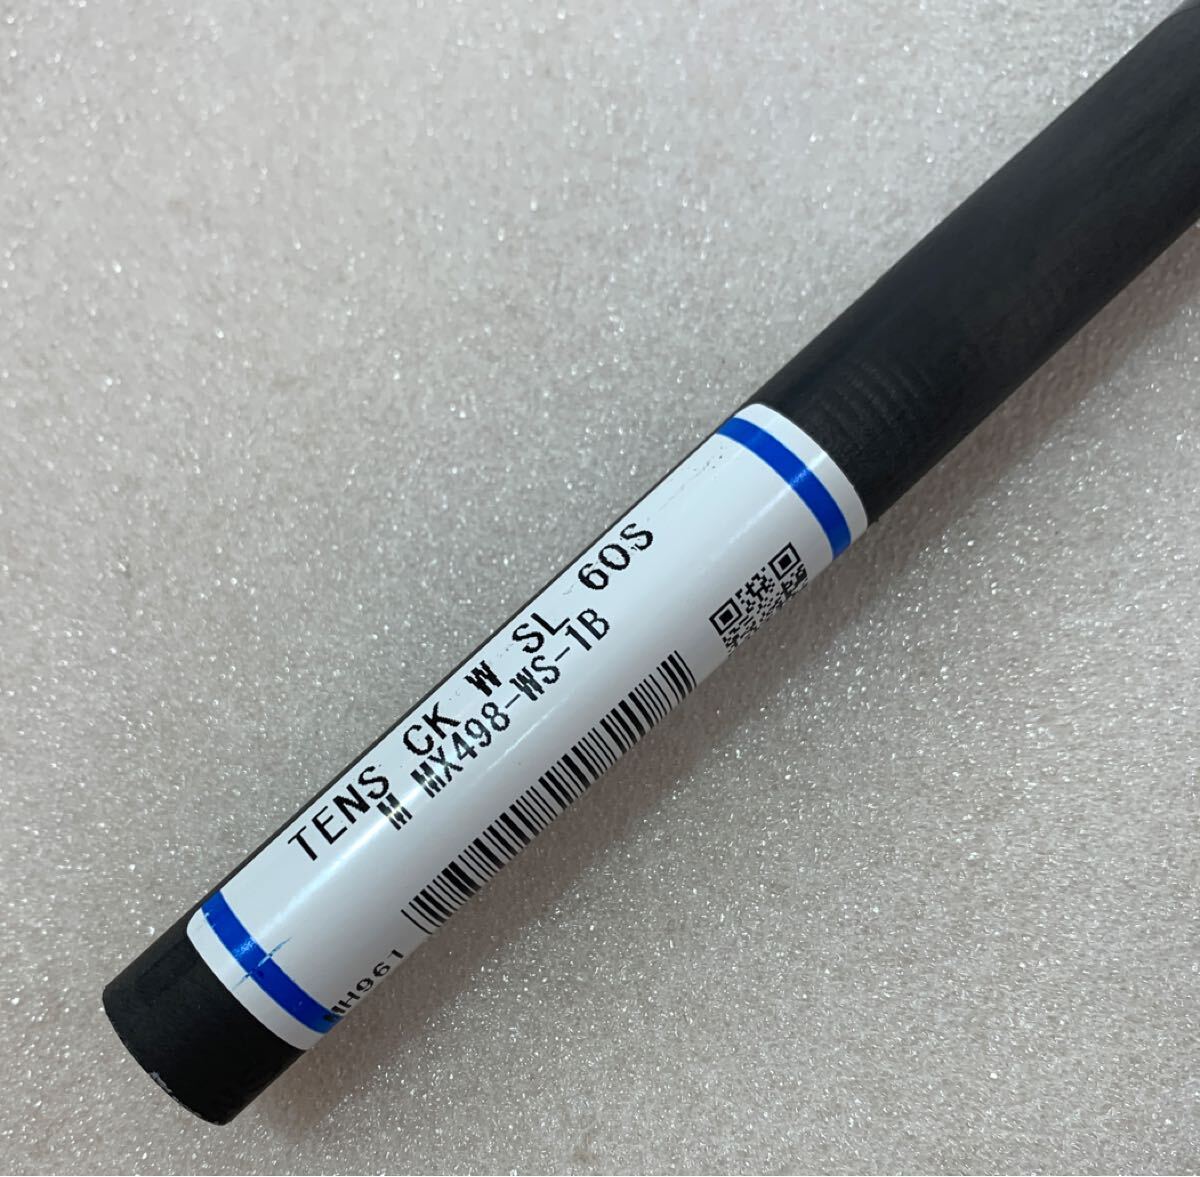 TENS CK W SL 60S
M MX498-WS-1B
MH961